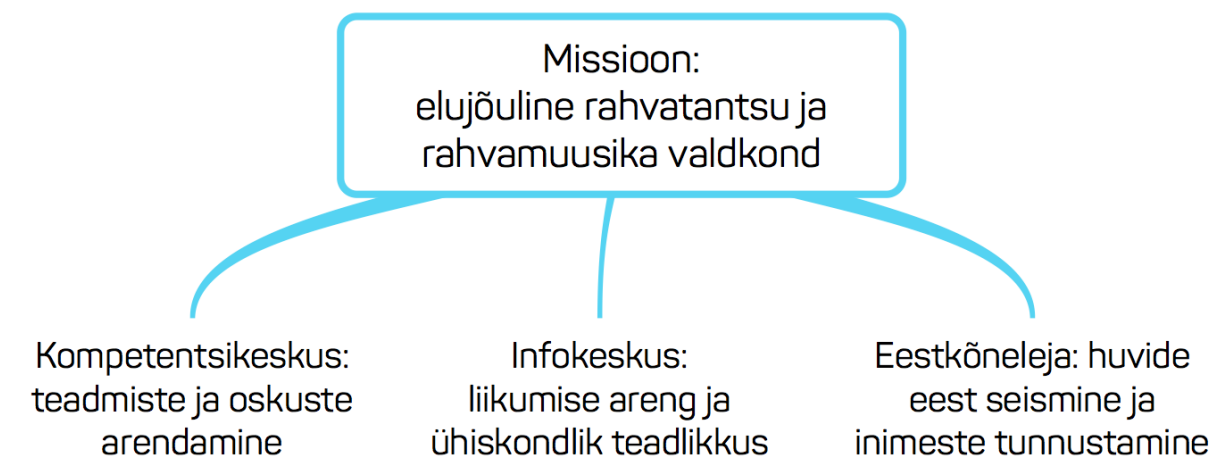 Missioon:
elujõuline rahvatantsu ja
rahvamuusika valdkond
Kompetentsikeskus:
teadmiste ja oskuste
arendamine
Infokeskus:
liikumise areng ja
ühiskondlik teadlikkus
Eestkõneleja: huvide
eest seismine ja
inimeste tunnustamine